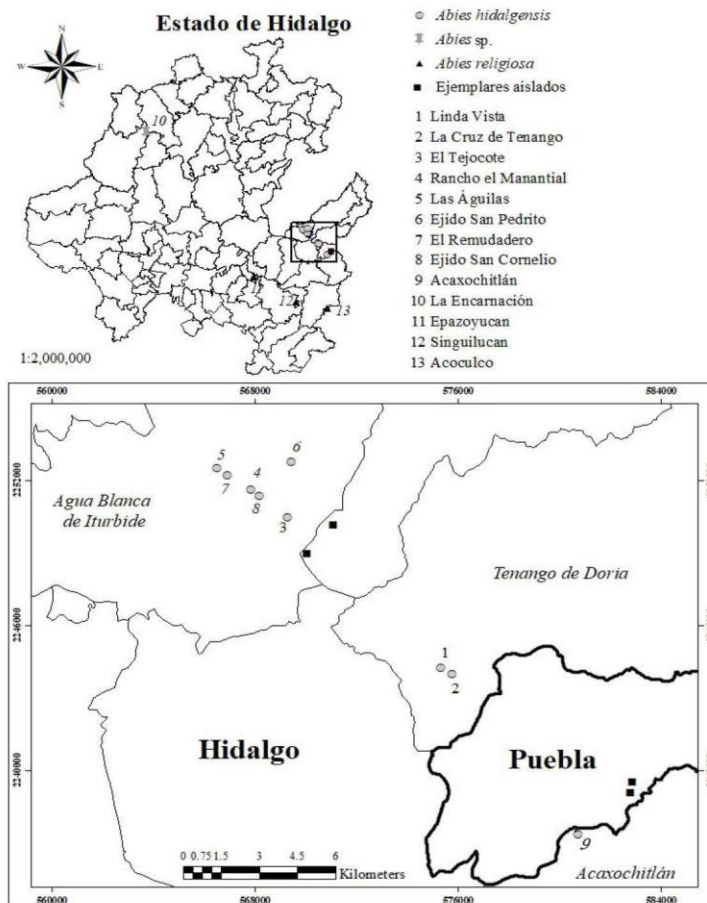 Estado de Hidalgo
N
W
E
S
10
11
12
13
1:2,000,000
Abies hidalgensis
Abies sp.
Abies religiosa
Ejemplares aislados
1 Linda Vista
2 La Cruz de Tenango
3 El Tejocote
4 Rancho el Manantial
5 Las Águilas
6 Ejido San Pedrito
7 El Remudadero
8 Ejido San Cornelio
9 Acaxochitlán
10 La Encarnación
11 Epazoyucan
12 Singuilucan
13 Acoculco
560000 568000 576000 584000
2252000
5
6
7
4
8
3
Agua Blanca
de Iturbide
Tenango de Doria
2246000
1
2
Hidalgo
Puebla
2240000
9
0 0.75 1.5 3 4.5 6
Kilometers
Acaxochitlán
560000 568000 576000 584000